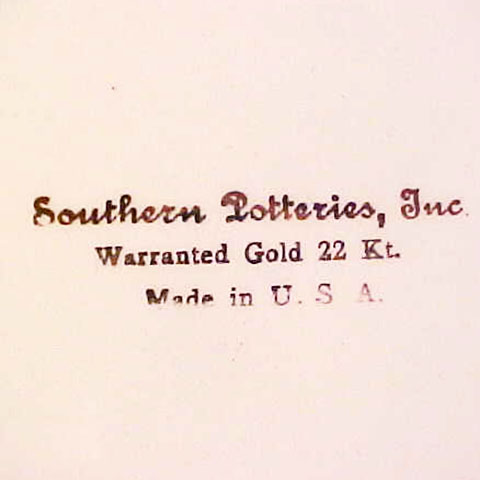 Southern Potteries, Inc.
Warranted Gold 22 Kt.
Made in U. S A.